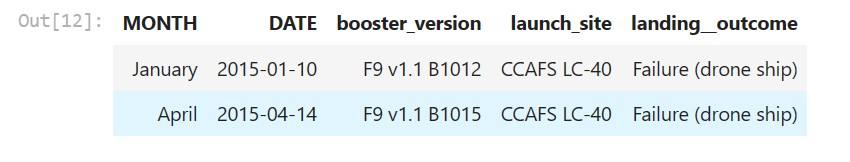 Out[12]: MONTH DATE booster_version launch_site landing__outcome
January 2015-01-10 F9 v1.1 B1012 CCAFS LC-40 Failure (drone ship)
April 2015-04-14 F9 v1.1 B1015 CCAFS LC-40 Failure (drone ship)